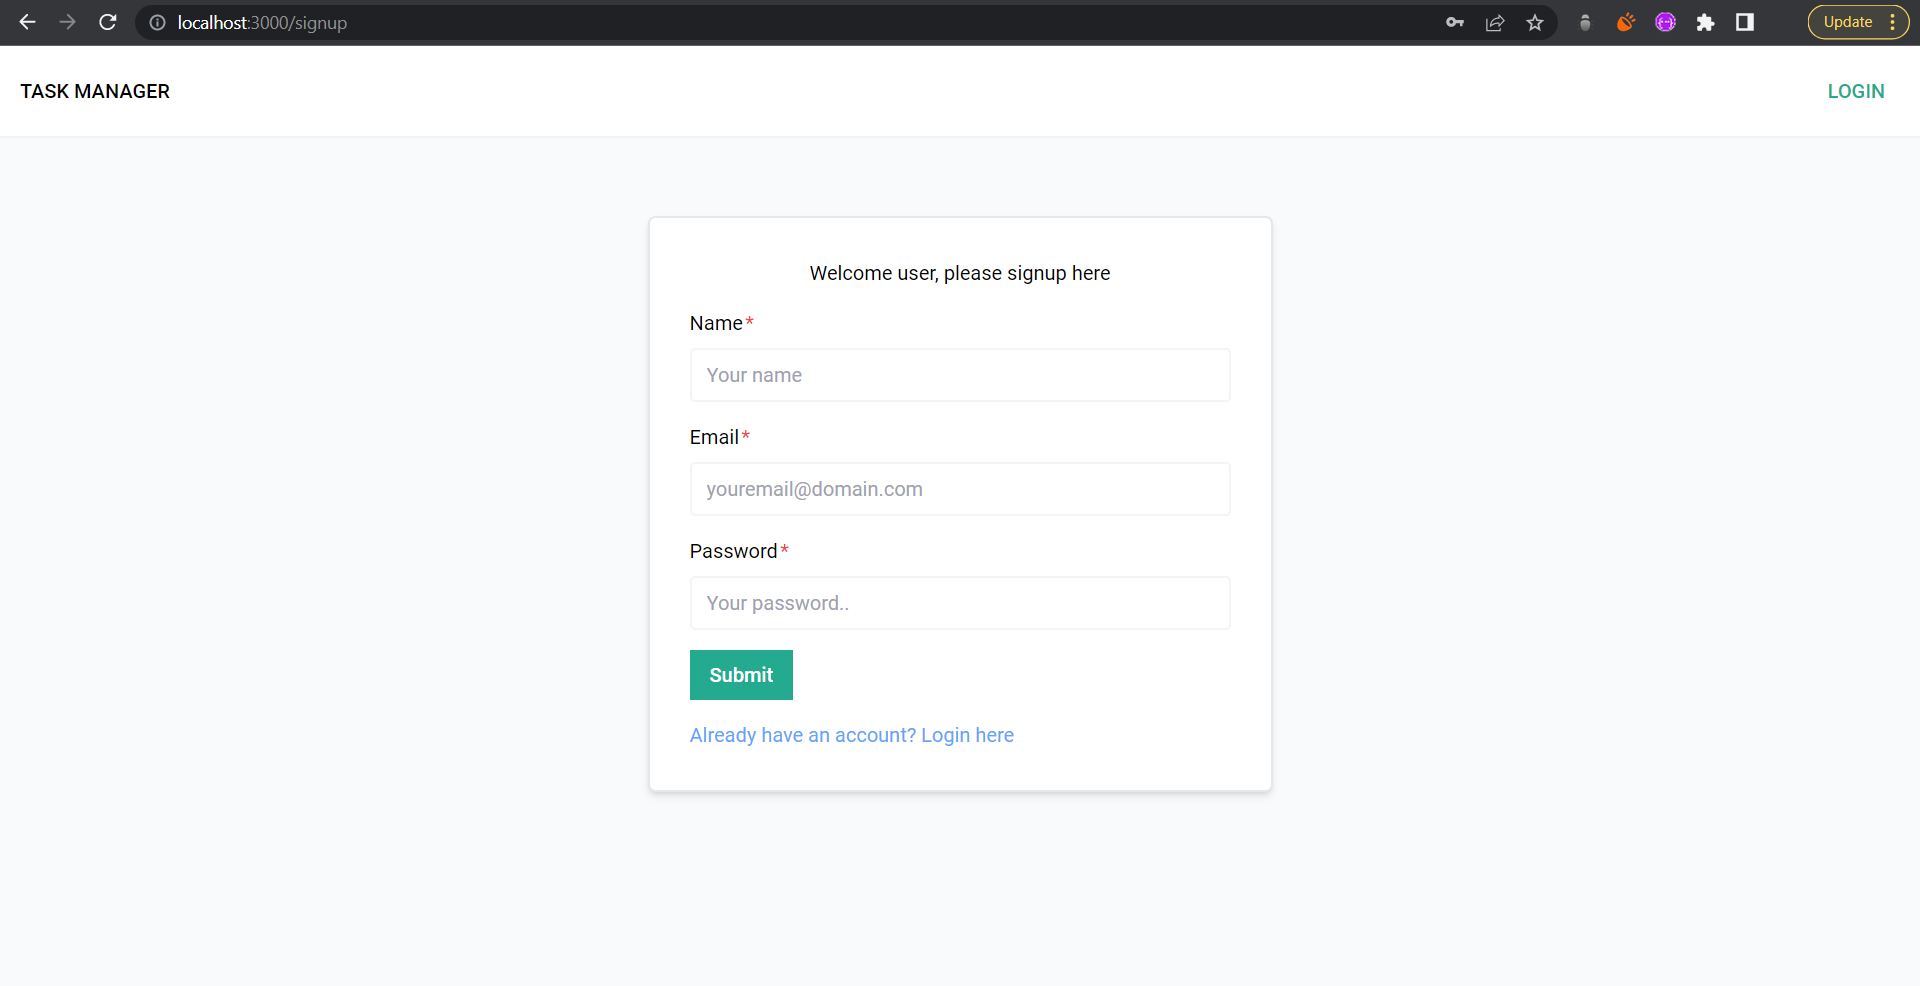 localhost:3000/signup
Update
TASK MANAGER
LOGIN
Welcome user, please signup here
Name*
Your name
Email*
youremail@domain.com
Password*
Your password..
Submit
Already have an account? Login here